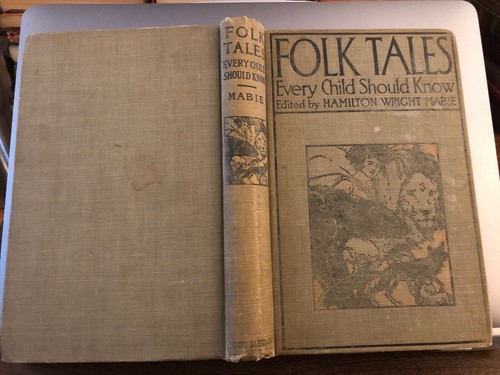 FOLK
TALES
EVERY CHILD
SHOULD KNOW
MABIE
FOLK TALES
Every Child Should Know
Edited by HAMILTON WRIGHT MABIE